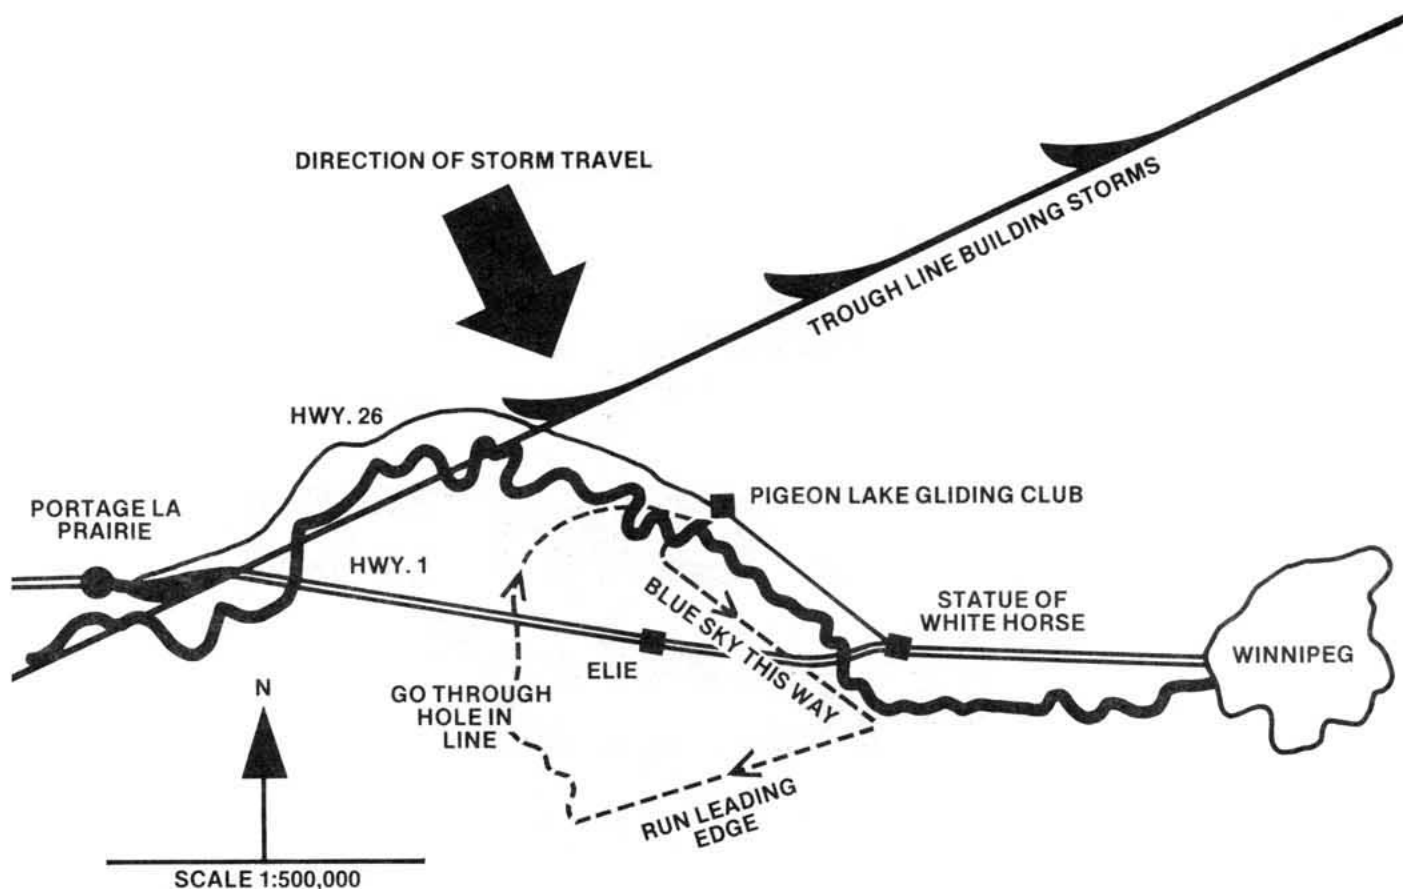 DIRECTION OF STORM TRAVEL
TROUGH LINE BUILDING STORMS
HWY. 26
PIGEON LAKE GLIDING CLUB
PORTAGE LA
PRAIRIE
HWY. 1
BLUE SKY THIS WAY
STATUE OF
WHITE HORSE
WINNIPEG
ELIE
GO THROUGH
HOLE IN
LINE
N
RUN LEADING
EDGE
SCALE 1:500,000